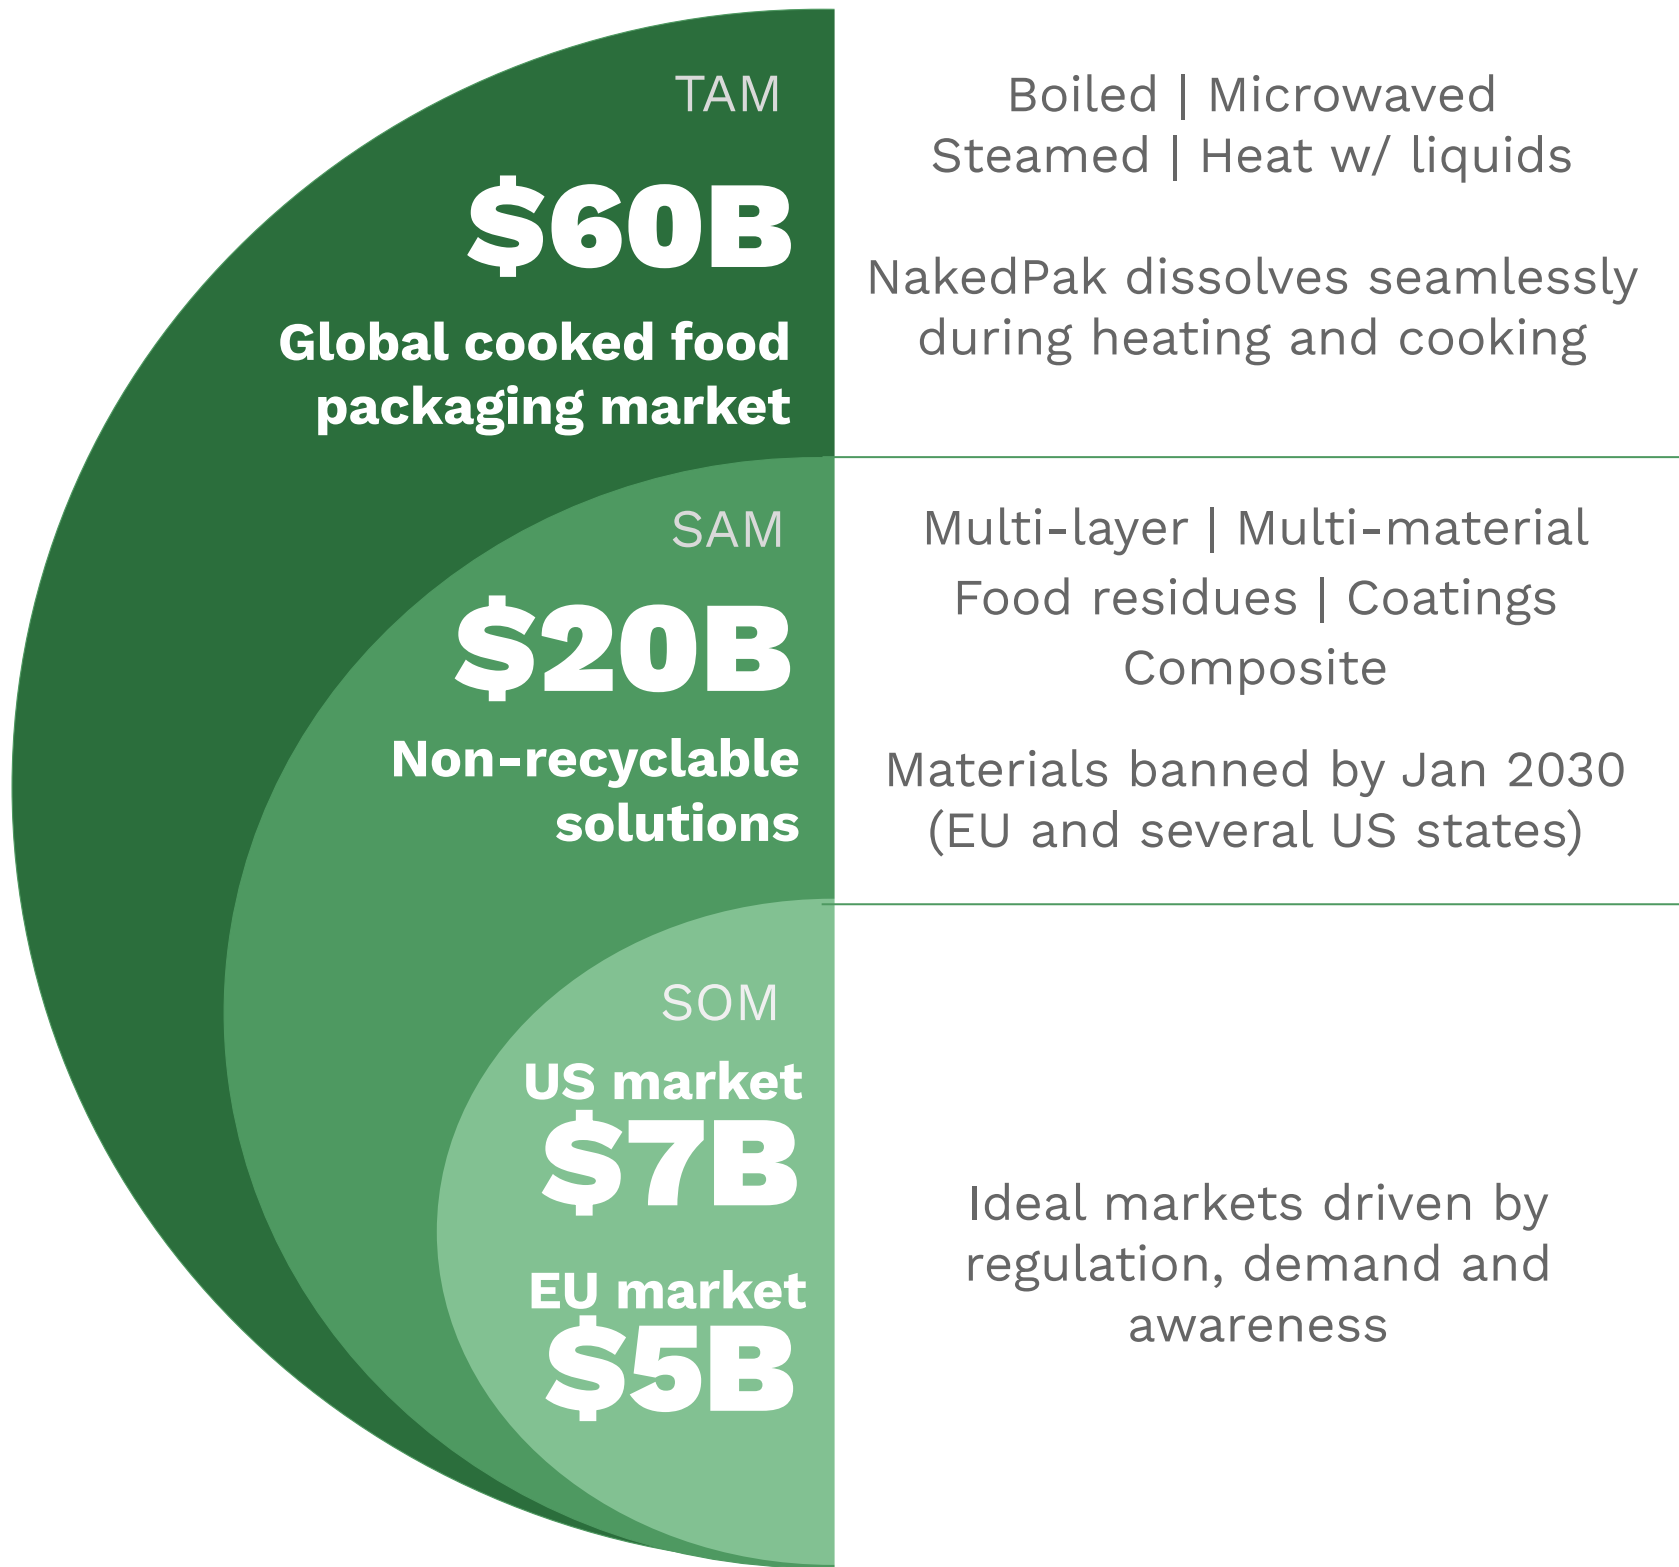 TAM
$60B
Global cooked food
packaging market
Boiled | Microwaved
Steamed | Heat w/ liquids
NakedPak dissolves seamlessly
during heating and cooking
SAM
$20B
Non-recyclable
solutions
Multi-layer | Multi-material
Food residues | Coatings
Composite
Materials banned by Jan 2030
(EU and several US states)
SOM
US market
$7B
EU market
$5B
Ideal markets driven by
regulation, demand and
awareness